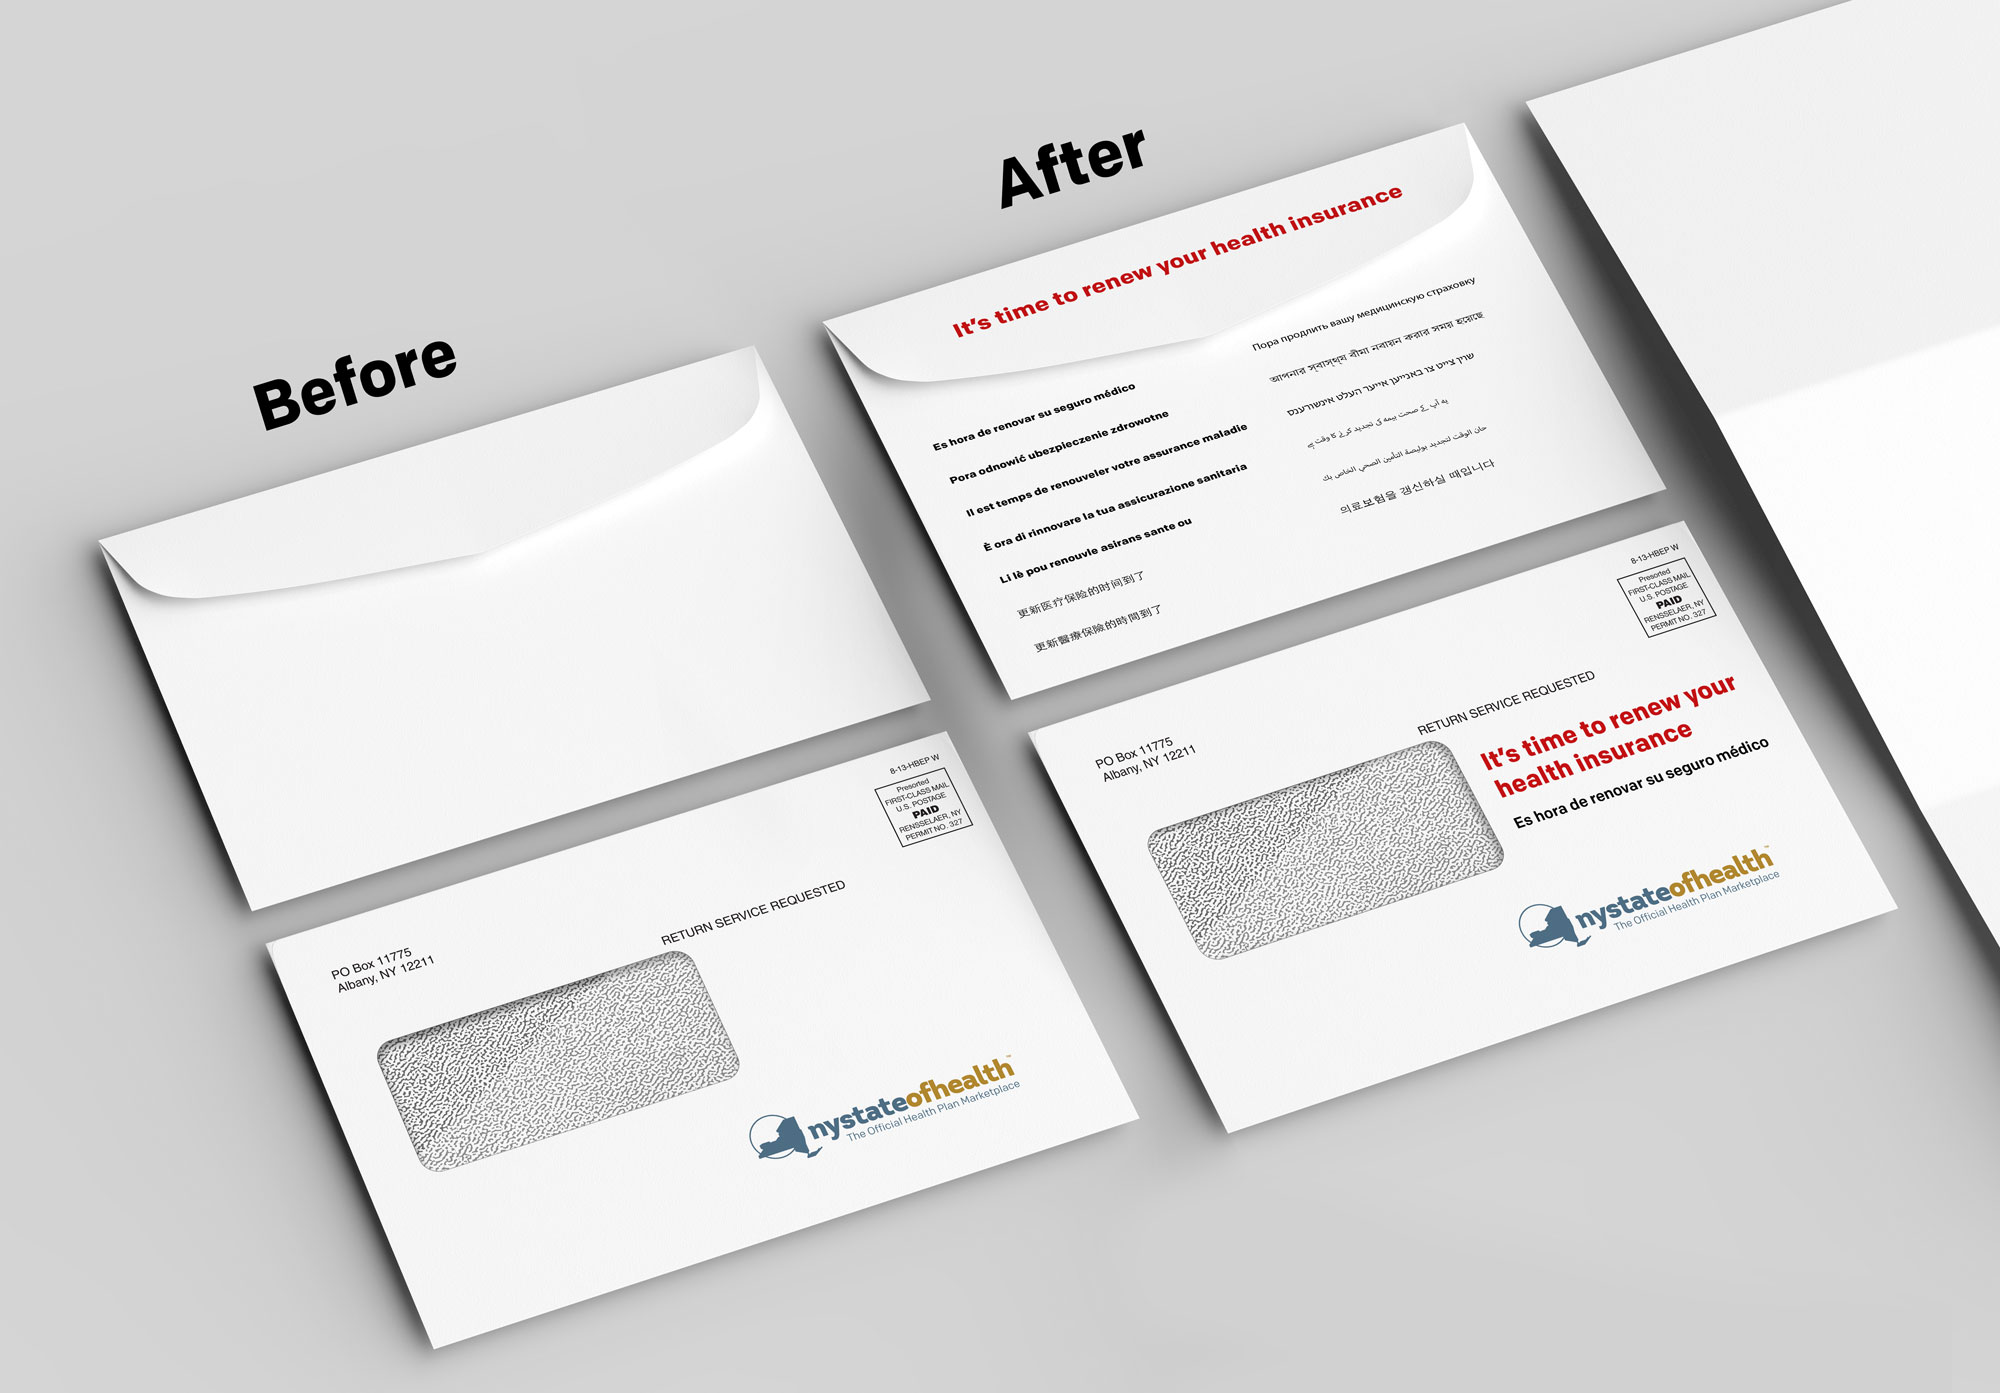 Before
8-13-HBEP W
Presorted
FIRST-CLASS MAIL
U.S. POSTAGE
PAID
RENSSELAER, NY
PERMIT NO. 327
PO Box 11775
Albany, NY 12211
RETURN SERVICE REQUESTED
nystateofhealth™
The Official Health Plan Marketplace
After
It’s time to renew your health insurance
Es hora de renovar su seguro médico
Pora odnowić ubezpieczenie zdrowotne
Il est temps de renouveler votre assurance maladie
È ora di rinnovare la tua assicurazione sanitaria
Li lè pou renouvle asirans sante ou
更新医疗保险的时间到了
更新醫療保險的時間到了
Пора продлить вашу медицинскую страховку
আপনার স্বাস্থ্য বীমা নবায়ন করার সময় হয়েছে
שוין צייט צו באנייען אייער העלט אינשורענס
یہ آپ کے صحت بیمہ کی تجدید کرنے کا وقت ہے
حان الوقت لتجديد بوليصة التأمين الصحي الخاص بك
의료보험을 갱신하실 때입니다
8-13-HBEP W
Presorted
FIRST-CLASS MAIL
U.S. POSTAGE
PAID
RENSSELAER, NY
PERMIT NO. 327
PO Box 11775
Albany, NY 12211
RETURN SERVICE REQUESTED
It’s time to renew your
health insurance
Es hora de renovar su seguro médico
nystateofhealth™
The Official Health Plan Marketplace